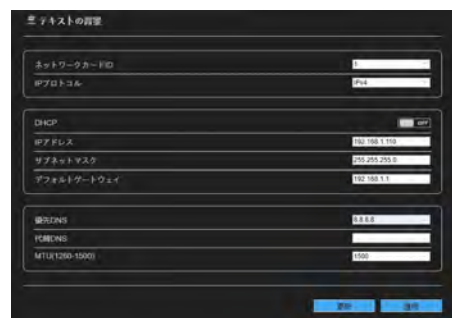 テキストの背景
ネットワークカードID
1
IPプロトコル
IPv4
DHCP
OFF
IPアドレス
192.168.1.110
サブネットマスク
255.255.255.0
デフォルトゲートウェイ
192.168.1.1
優先DNS
8.8.8.8
代替DNS
MTU(1280-1500)
1500
更新
適用